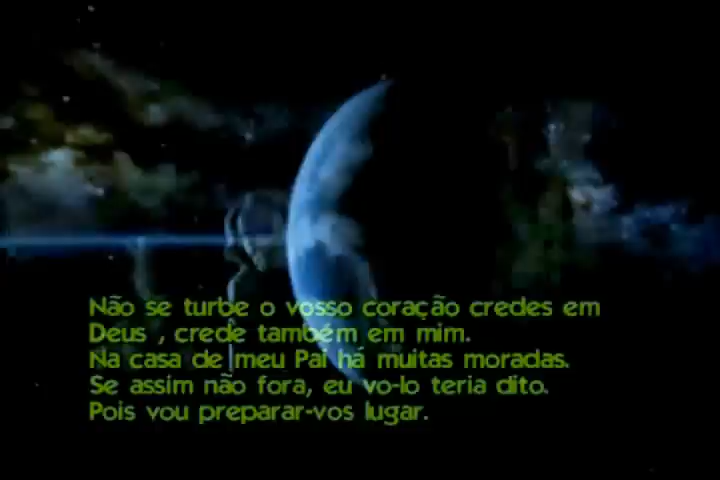 Não se turbe o vosso coração credes em
Deus , crede também em mim.
Na casa de meu Pai há muitas moradas.
Se assim não fora, eu vo-lo teria dito.
Pois vou preparar-vos lugar.